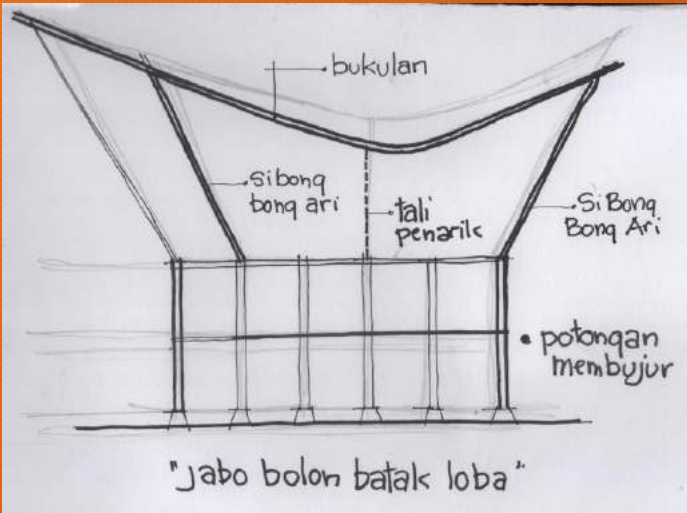 bukulan
sibong
bong ari
tali
penarik
Si Bong
Bong Ari
• potongan
membujur
"jabo bolon batak loba"